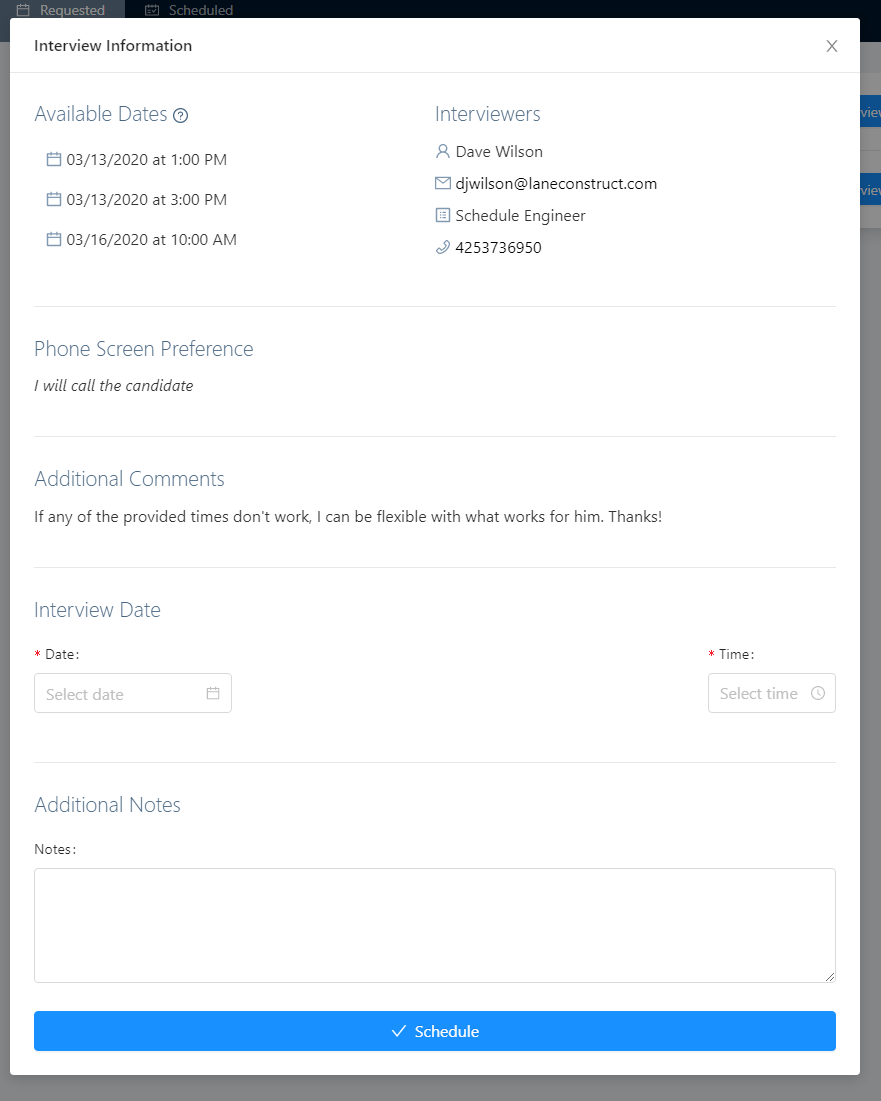 Requested
Scheduled
Interview Information
Available Dates
03/13/2020 at 1:00 PM
03/13/2020 at 3:00 PM
03/16/2020 at 10:00 AM
Interviewers
Dave Wilson
djwilson@laneconstruct.com
Schedule Engineer
4253736950
Phone Screen Preference
I will call the candidate
Additional Comments
If any of the provided times don't work, I can be flexible with what works for him. Thanks!
Interview Date
* Date:
Select date
* Time:
Select time
Additional Notes
Notes:
Schedule